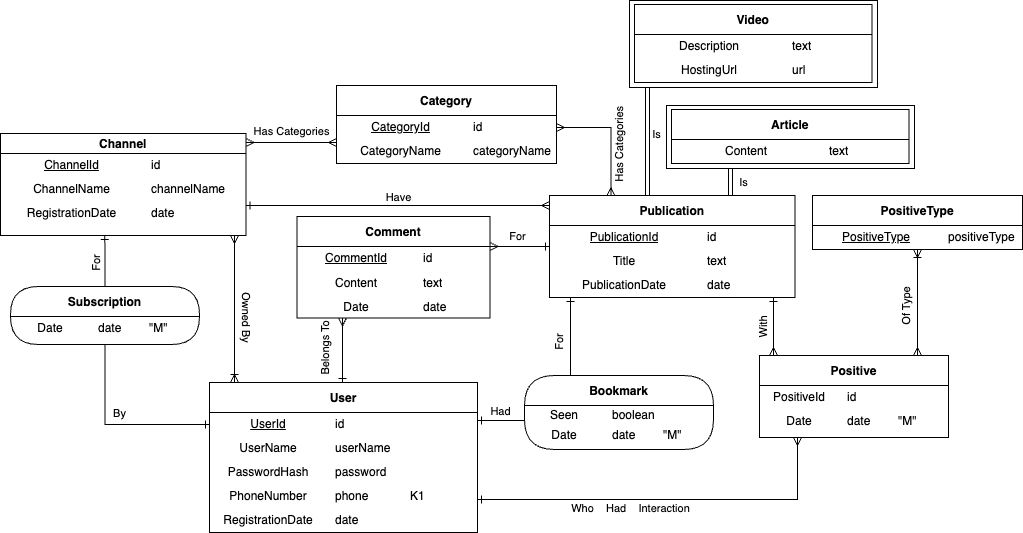 Video
Description text
HostingUrl url
Category
CategoryId id
CategoryName categoryName
Has Categories
Has Categories
Is
Article
Content text
Is
Channel
ChannelId id
ChannelName channelName
RegistrationDate date
Have
Publication
PublicationId id
Title text
PublicationDate date
PositiveType
PositiveType positiveType
Comment
CommentId id
Content text
Date date
For
For
Subscription
Date date "M"
Owned By
Belongs To
For
With
Of Type
Positive
PositiveId id
Date date "M"
Bookmark
Seen boolean
Date date "M"
Had
By
User
UserId id
UserName userName
PasswordHash password
PhoneNumber phone K1
RegistrationDate date
Who Had Interaction